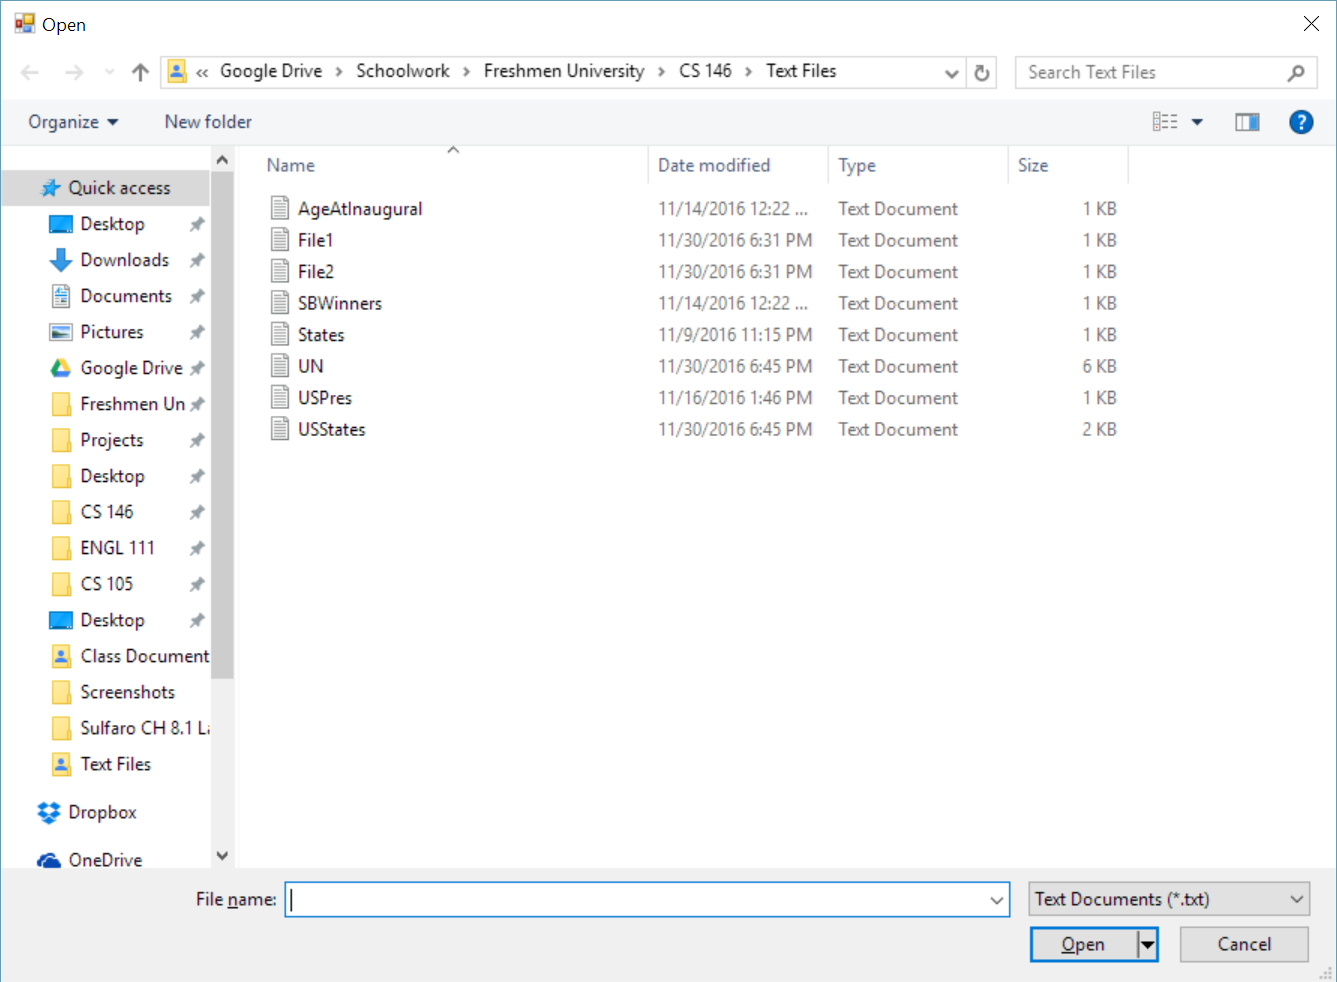 Open
« Google Drive › Schoolwork › Freshmen University › CS 146 › Text Files
Search Text Files
Organize
New folder
?
Name Date modified Type Size
Quick access
Desktop
Downloads
Documents
Pictures
Google Drive
Freshmen Un
Projects
Desktop
CS 146
ENGL 111
CS 105
Desktop
Class Document
Screenshots
Sulfaro CH 8.1 La
Text Files
Dropbox
OneDrive
AgeAtInaugural 11/14/2016 12:22 ... Text Document 1 KB
File1 11/30/2016 6:31 PM Text Document 1 KB
File2 11/30/2016 6:31 PM Text Document 1 KB
SBWinners 11/14/2016 12:22 ... Text Document 1 KB
States 11/9/2016 11:15 PM Text Document 1 KB
UN 11/30/2016 6:45 PM Text Document 6 KB
USPres 11/16/2016 1:46 PM Text Document 1 KB
USStates 11/30/2016 6:45 PM Text Document 2 KB
File name:
Text Documents (*.txt)
Open
Cancel